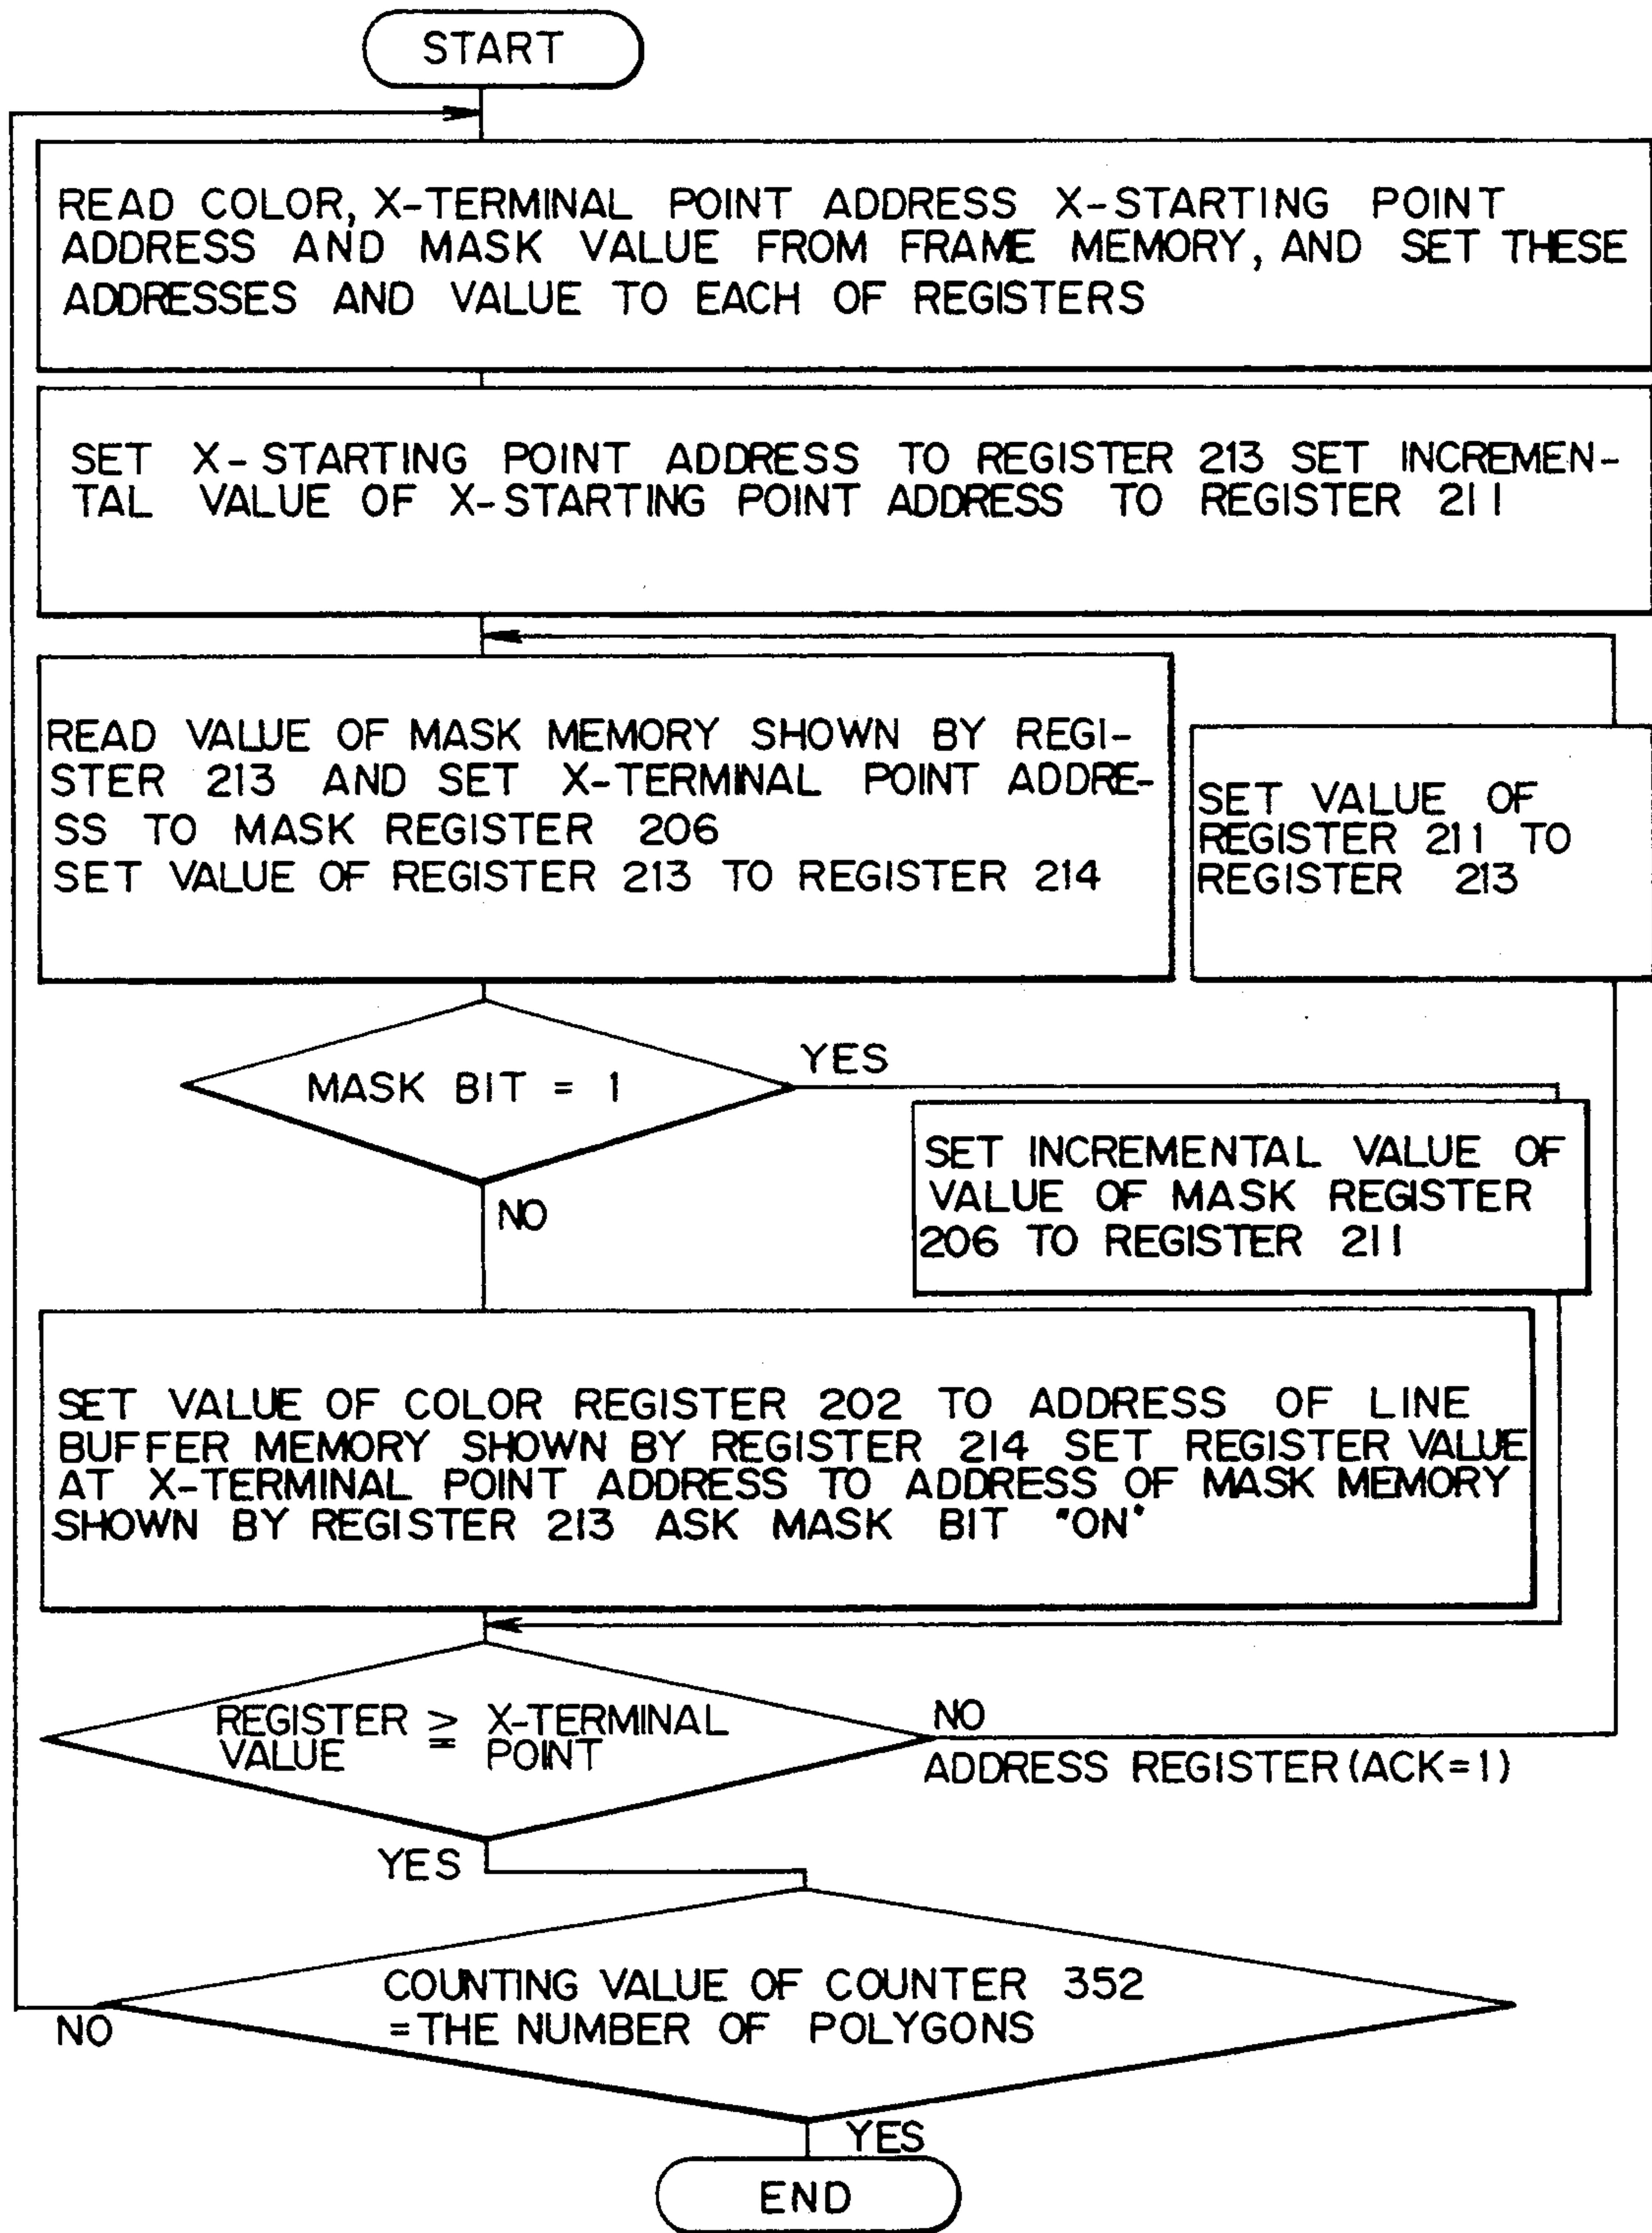 START
READ COLOR, X-TERMINAL POINT ADDRESS X-STARTING POINT
ADDRESS AND MASK VALUE FROM FRAME MEMORY, AND SET THESE
ADDRESSES AND VALUE TO EACH OF REGISTERS
SET X-STARTING POINT ADDRESS TO REGISTER 213 SET INCREMEN-
TAL VALUE OF X-STARTING POINT ADDRESS TO REGISTER 211
READ VALUE OF MASK MEMORY SHOWN BY REGI-
STER 213 AND SET X-TERMINAL POINT ADDRE-
SS TO MASK REGISTER 206
SET VALUE OF REGISTER 213 TO REGISTER 214
SET VALUE OF
REGISTER 211 TO
REGISTER 213
MASK BIT = 1
YES
NO
SET INCREMENTAL VALUE OF
VALUE OF MASK REGISTER
206 TO REGISTER 211
SET VALUE OF COLOR REGISTER 202 TO ADDRESS OF LINE
BUFFER MEMORY SHOWN BY REGISTER 214 SET REGISTER VALUE
AT X-TERMINAL POINT ADDRESS TO ADDRESS OF MASK MEMORY
SHOWN BY REGISTER 213 ASK MASK BIT "ON"
REGISTER ≧ X-TERMINAL
VALUE POINT
NO
ADDRESS REGISTER (ACK=1)
YES
COUNTING VALUE OF COUNTER 352
=THE NUMBER OF POLYGONS
NO
YES
END